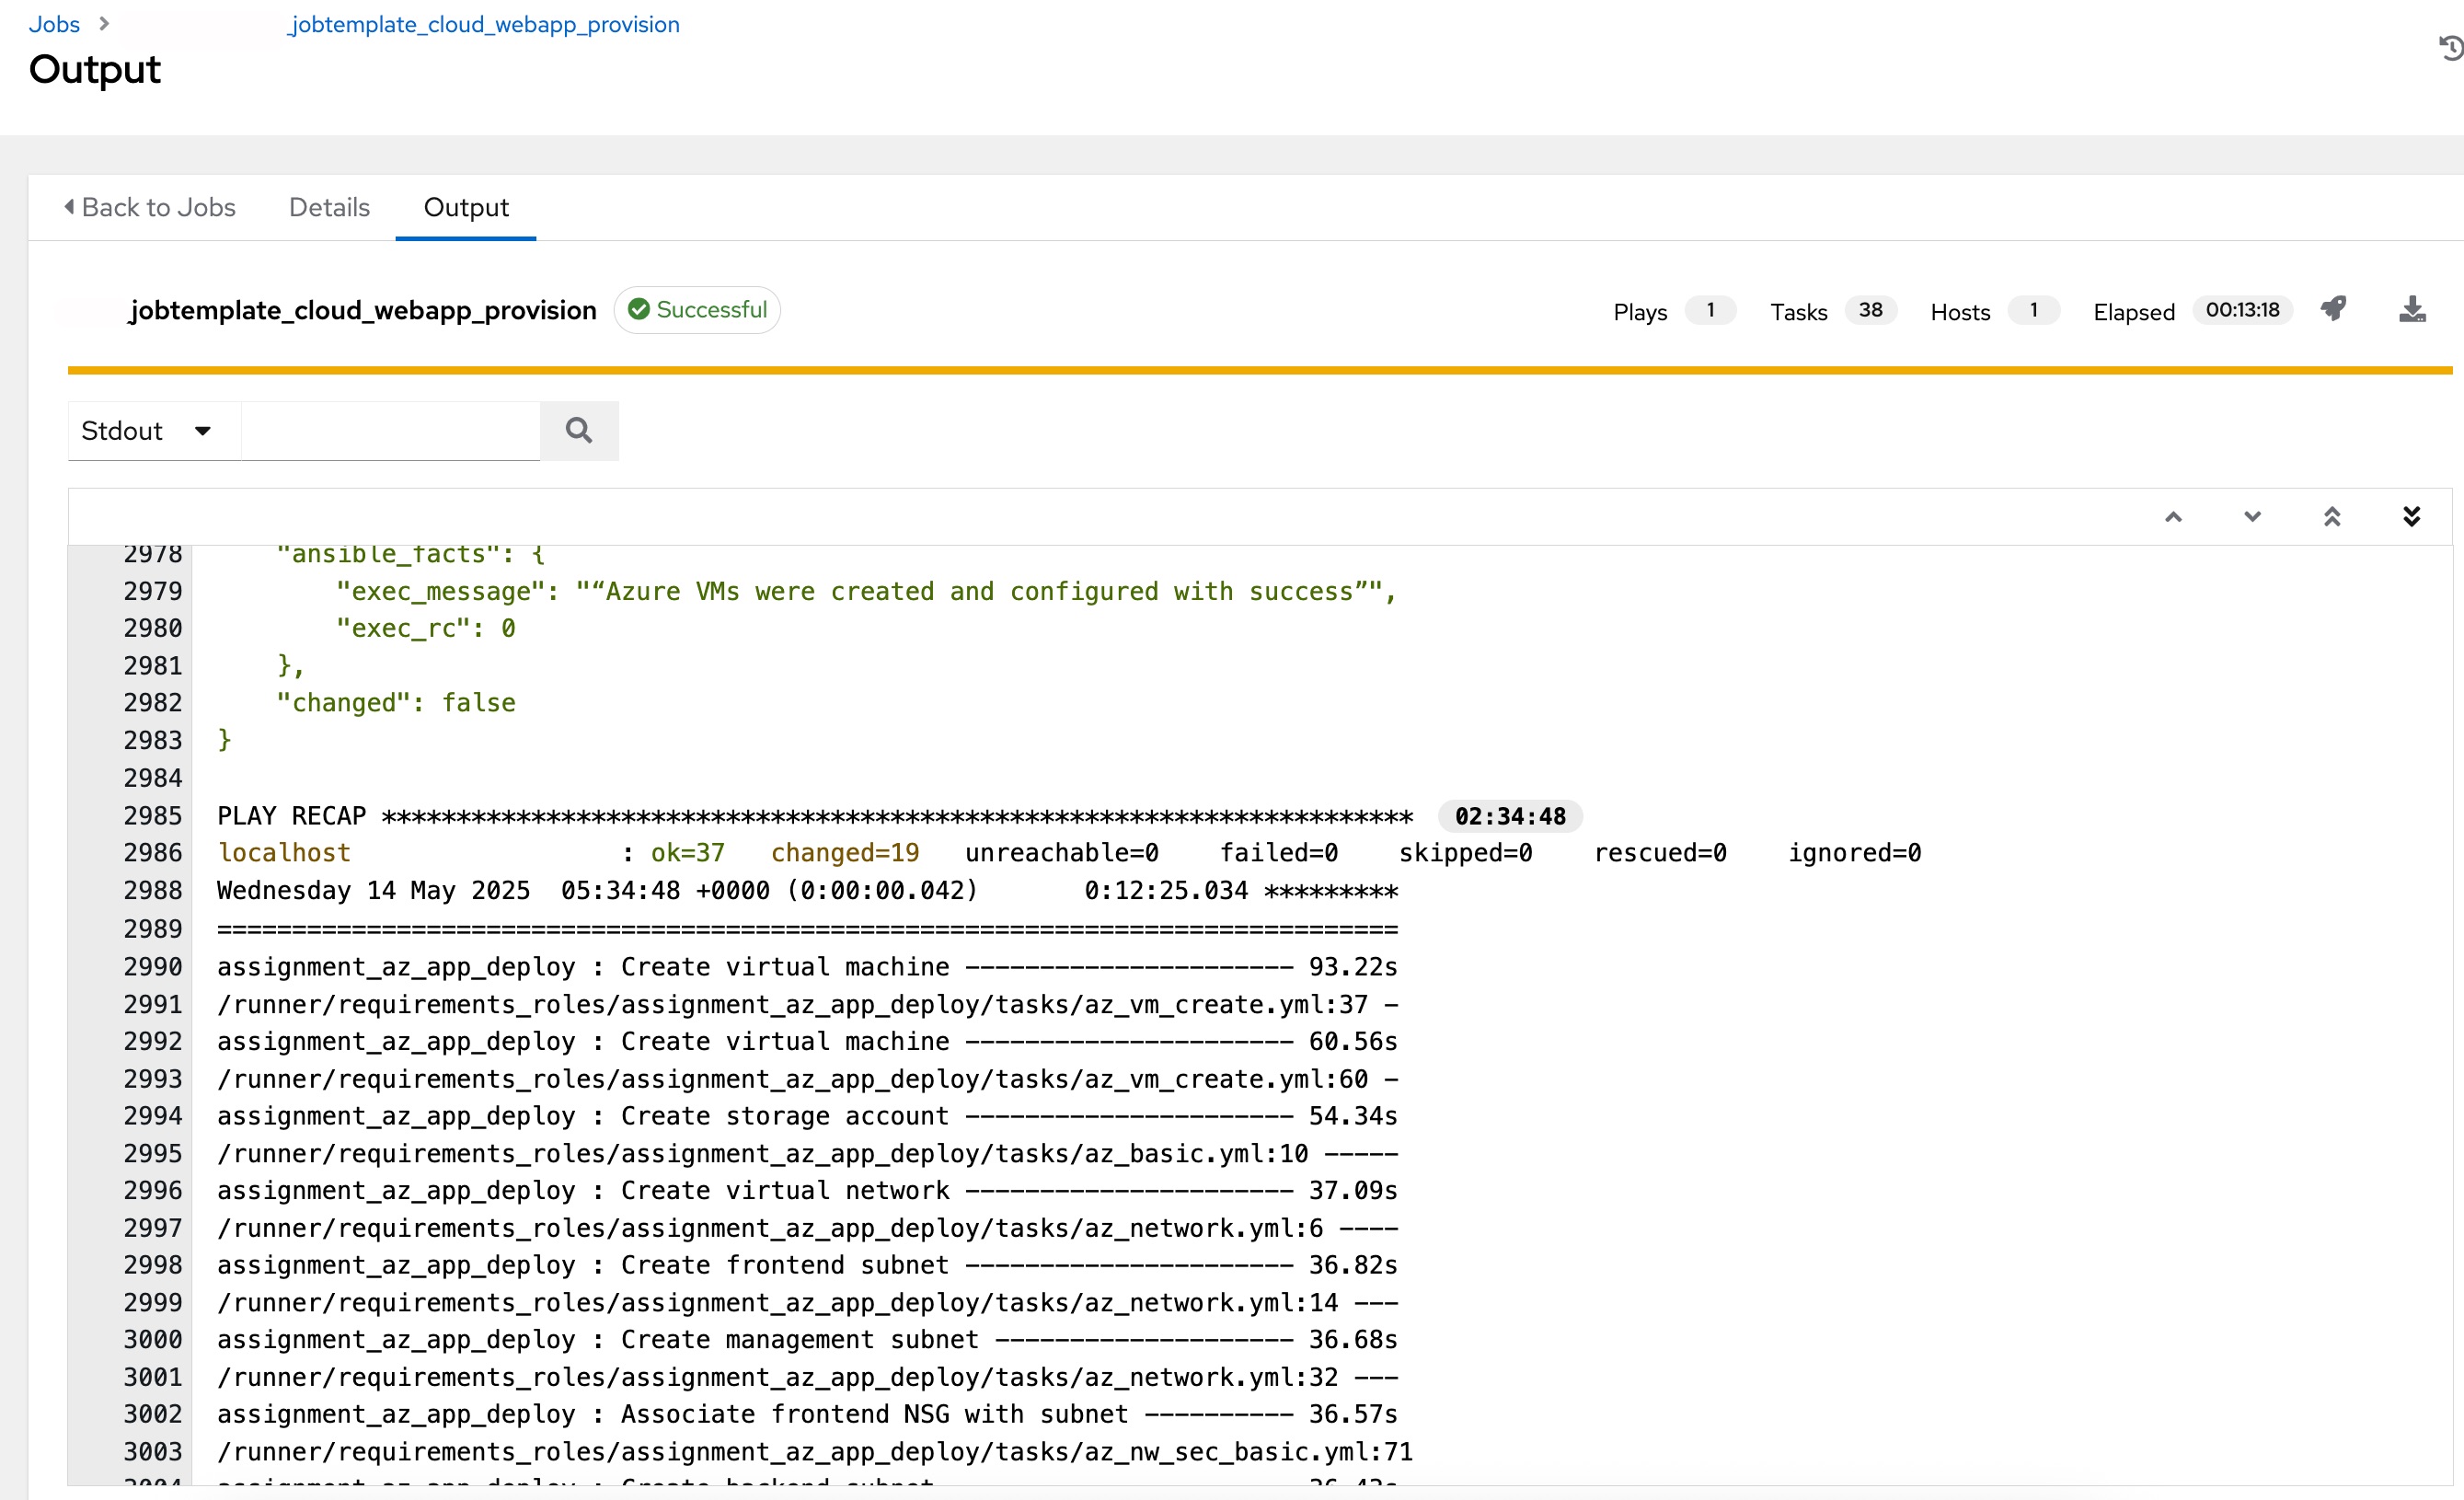 Jobs > _jobtemplate_cloud_webapp_provision
Output
Back to Jobs Details Output
_jobtemplate_cloud_webapp_provision Successful Plays 1 Tasks 38 Hosts 1 Elapsed 00:13:18
Stdout
2978 "ansible_facts": {
2979 "exec_message": "“Azure VMs were created and configured with success”",
2980 "exec_rc": 0
2981 },
2982 "changed": false
2983 }
2984
2985 PLAY RECAP ********************************************************************* 02:34:48
2986 localhost : ok=37 changed=19 unreachable=0 failed=0 skipped=0 rescued=0 ignored=0
2988 Wednesday 14 May 2025 05:34:48 +0000 (0:00:00.042) 0:12:25.034 *********
2989 ===============================================================================
2990 assignment_az_app_deploy : Create virtual machine ---------------------- 93.22s
2991 /runner/requirements_roles/assignment_az_app_deploy/tasks/az_vm_create.yml:37 -
2992 assignment_az_app_deploy : Create virtual machine ---------------------- 60.56s
2993 /runner/requirements_roles/assignment_az_app_deploy/tasks/az_vm_create.yml:60 -
2994 assignment_az_app_deploy : Create storage account ---------------------- 54.34s
2995 /runner/requirements_roles/assignment_az_app_deploy/tasks/az_basic.yml:10 -----
2996 assignment_az_app_deploy : Create virtual network ---------------------- 37.09s
2997 /runner/requirements_roles/assignment_az_app_deploy/tasks/az_network.yml:6 ----
2998 assignment_az_app_deploy : Create frontend subnet ---------------------- 36.82s
2999 /runner/requirements_roles/assignment_az_app_deploy/tasks/az_network.yml:14 ---
3000 assignment_az_app_deploy : Create management subnet -------------------- 36.68s
3001 /runner/requirements_roles/assignment_az_app_deploy/tasks/az_network.yml:32 ---
3002 assignment_az_app_deploy : Associate frontend NSG with subnet ---------- 36.57s
3003 /runner/requirements_roles/assignment_az_app_deploy/tasks/az_nw_sec_basic.yml:71
3004 assignment_az_app_deploy : Create backend subnet